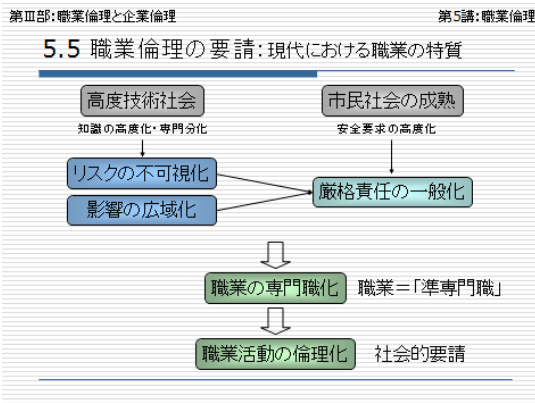 第Ⅲ部:職業倫理と企業倫理
第5講:職業倫理
5.5 職業倫理の要請:現代における職業の特質
高度技術社会
市民社会の成熟
知識の高度化・専門分化
安全要求の高度化
リスクの不可視化
影響の広域化
厳格責任の一般化
職業の専門職化
職業=「準専門職」
職業活動の倫理化
社会的要請